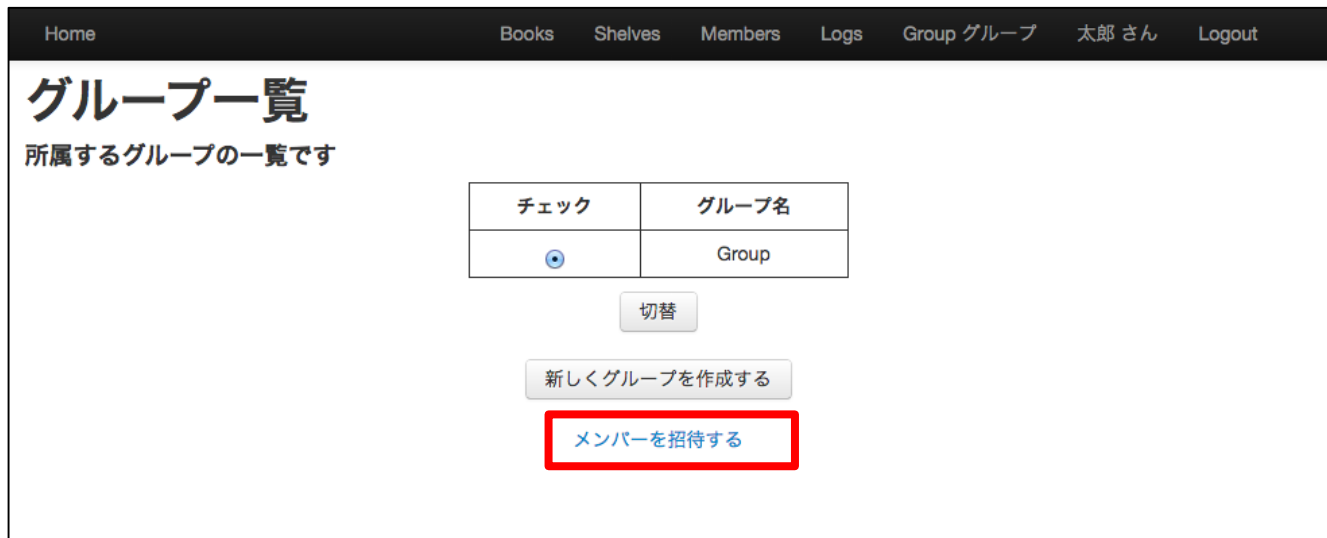 Home Books Shelves Members Logs Group グループ 太郎 さん Logout
グループ一覧
所属するグループの一覧です
チェック グループ名
Group
切替
新しくグループを作成する
メンバーを招待する